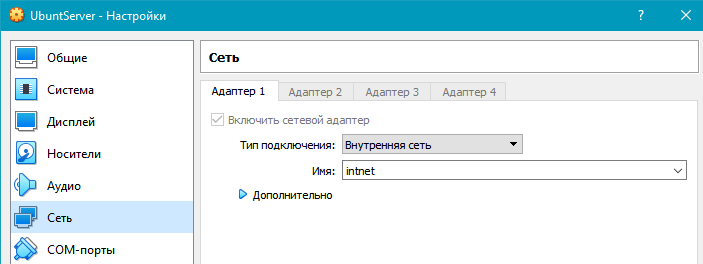 UbuntServer - Настройки
?
Общие
Система
Дисплей
Носители
Аудио
Сеть
COM-порты
Сеть
Адаптер 1 Адаптер 2 Адаптер 3 Адаптер 4
Включить сетевой адаптер
Тип подключения: Внутренняя сеть
Имя: intnet
Дополнительно